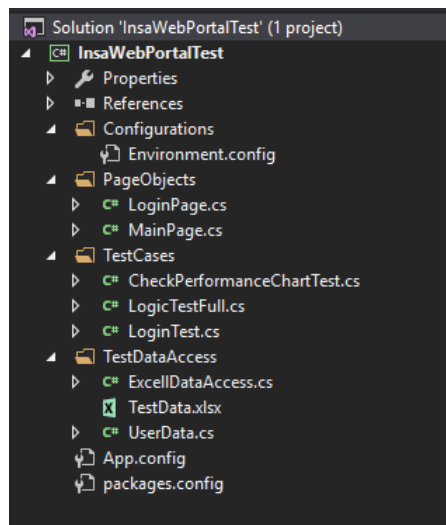 Solution 'InsaWebPortalTest' (1 project)
C# InsaWebPortalTest
Properties
References
Configurations
Environment.config
PageObjects
C# LoginPage.cs
C# MainPage.cs
TestCases
C# CheckPerformanceChartTest.cs
C# LogicTestFull.cs
C# LoginTest.cs
TestDataAccess
C# ExcellDataAccess.cs
X TestData.xlsx
C# UserData.cs
App.config
packages.config